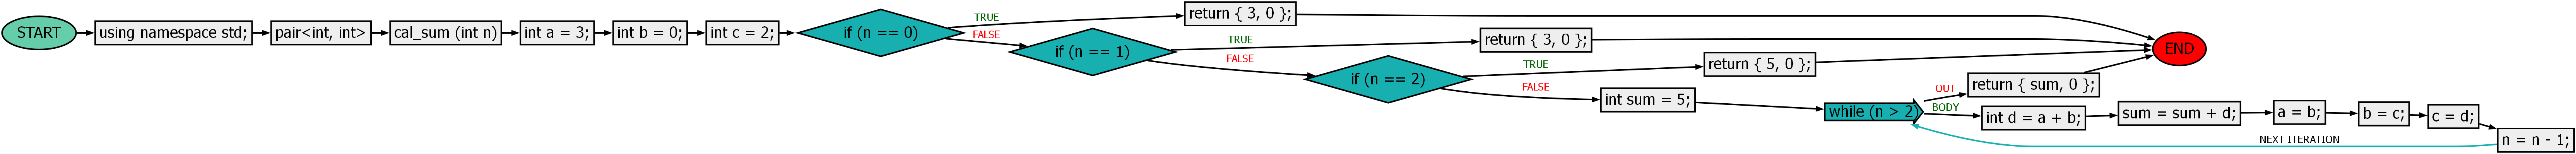 START
using namespace std;
pair<int, int>
cal_sum (int n)
int a = 3;
int b = 0;
int c = 2;
if (n == 0)
TRUE
FALSE
return { 3, 0 };
if (n == 1)
TRUE
FALSE
return { 3, 0 };
if (n == 2)
TRUE
FALSE
return { 5, 0 };
int sum = 5;
while (n > 2)
OUT
BODY
return { sum, 0 };
END
int d = a + b;
sum = sum + d;
a = b;
b = c;
c = d;
n = n - 1;
NEXT ITERATION